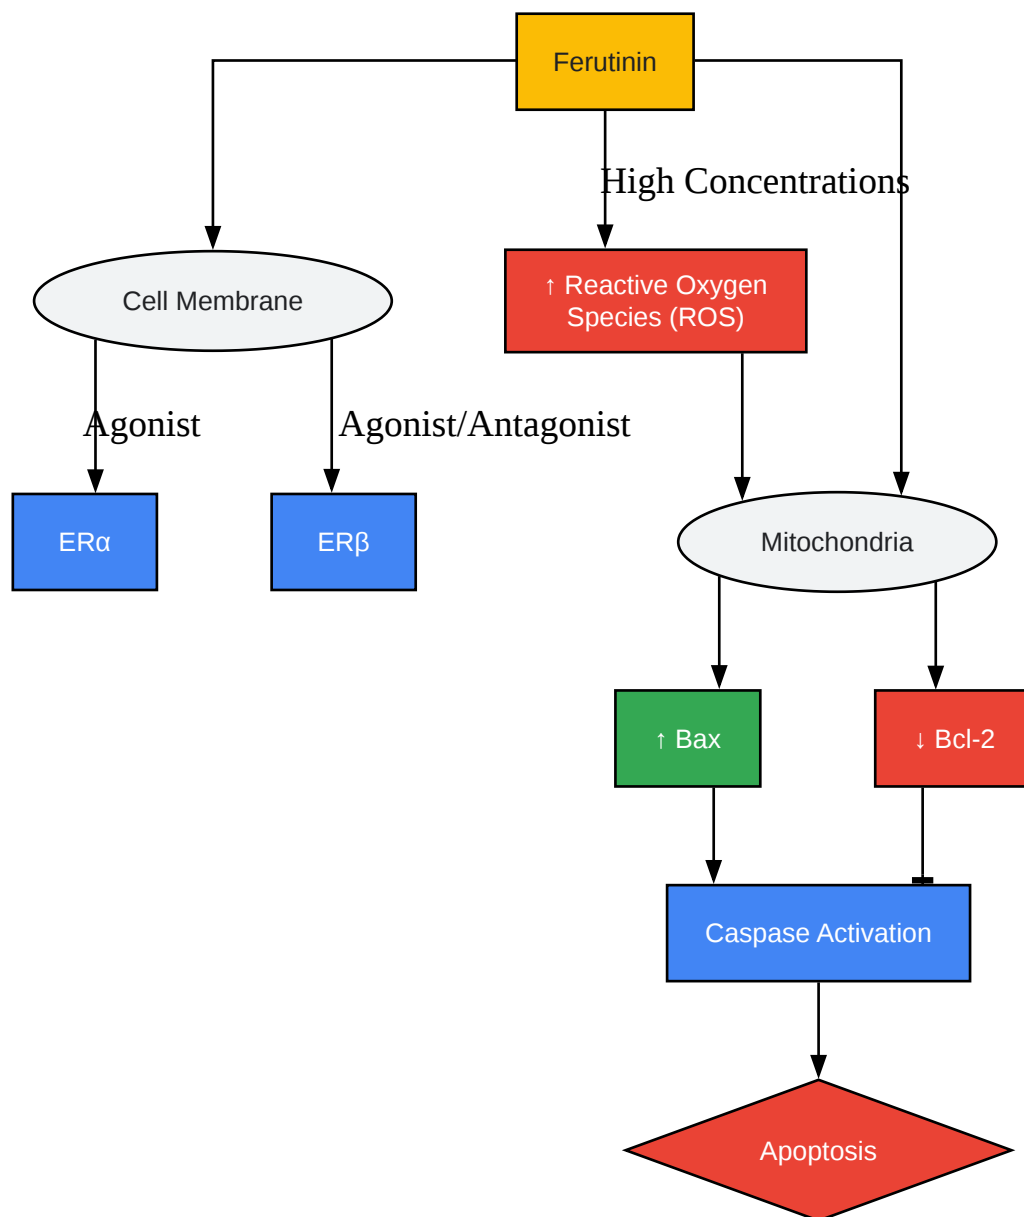 Ferutinin
High Concentrations
↑ Reactive Oxygen
Species (ROS)
Cell Membrane
Agonist
Agonist/Antagonist
ERα
ERβ
Mitochondria
↑ Bax
↓ Bcl-2
Caspase Activation
Apoptosis